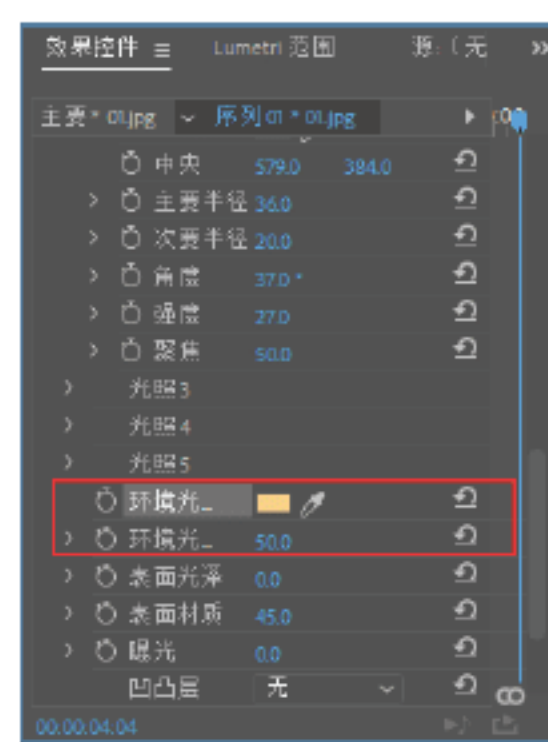 效果控件 ≡ Lumetri 范围 源:（无 »
主要 * 01.jpg 序列 01 * 01.jpg :00
中央 579.0 384.0
主要半径 36.0
次要半径 20.0
角度 37.0 °
强度 27.0
聚焦 50.0
光照 3
光照 4
光照 5
环境光...
环境光... 50.0
表面光泽 0.0
表面材质 45.0
曝光 0.0
凹凸层 无
00:00:04:04